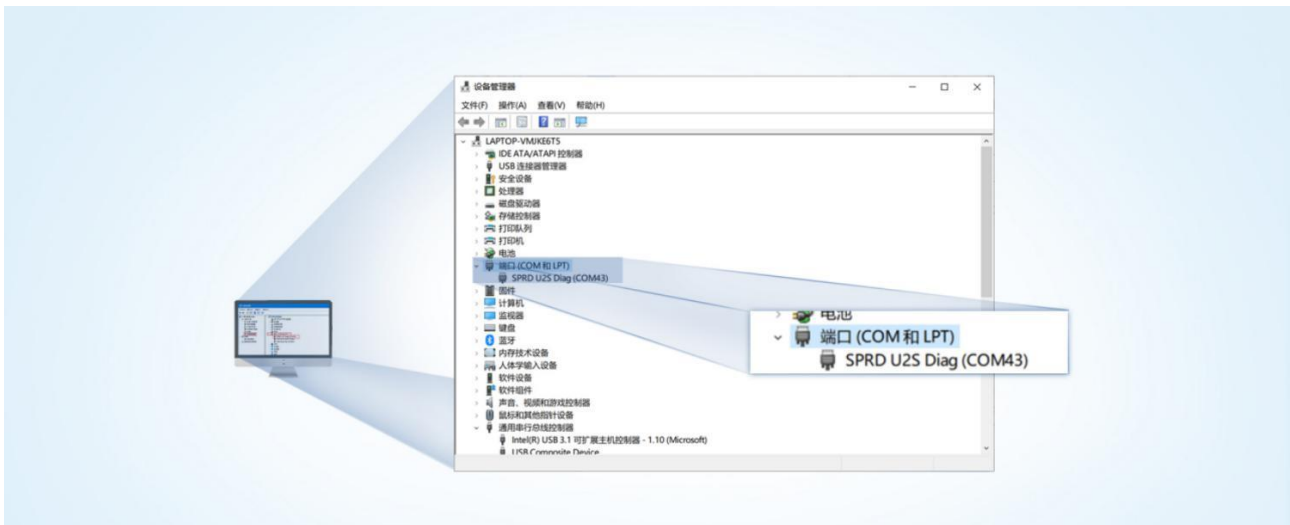 设备管理器
文件(F) 操作(A) 查看(V) 帮助(H)
LAPTOP-VMJKE6T5
IDE ATA/ATAPI 控制器
USB 连接器管理器
安全设备
处理器
磁盘驱动器
存储控制器
打印队列
打印机
电池
端口 (COM 和 LPT)
SPRD U2S Diag (COM43)
固件
计算机
监视器
键盘
蓝牙
内存技术设备
人体学输入设备
软件设备
软件组件
声音、视频和游戏控制器
鼠标和其他指针设备
通用串行总线控制器
Intel(R) USB 3.1 可扩展主机控制器 - 1.10 (Microsoft)
USB Composite Device
电池
端口 (COM 和 LPT)
SPRD U2S Diag (COM43)